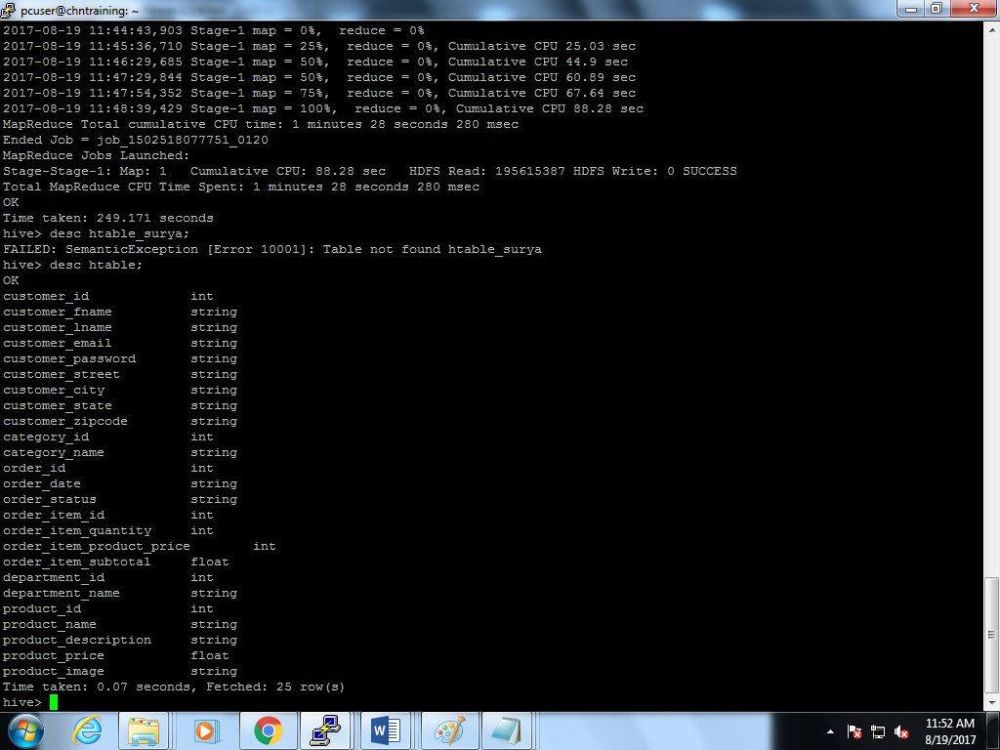 pcuser@chntraining: ~
2017-08-19 11:44:43,903 Stage-1 map = 0%,  reduce = 0%
2017-08-19 11:45:36,710 Stage-1 map = 25%,  reduce = 0%, Cumulative CPU 25.03 sec
2017-08-19 11:46:29,685 Stage-1 map = 50%,  reduce = 0%, Cumulative CPU 44.9 sec
2017-08-19 11:47:29,844 Stage-1 map = 50%,  reduce = 0%, Cumulative CPU 60.89 sec
2017-08-19 11:47:54,352 Stage-1 map = 75%,  reduce = 0%, Cumulative CPU 67.64 sec
2017-08-19 11:48:39,429 Stage-1 map = 100%,  reduce = 0%, Cumulative CPU 88.28 sec
MapReduce Total cumulative CPU time: 1 minutes 28 seconds 280 msec
Ended Job = job_1502518077751_0120
MapReduce Jobs Launched:
Stage-Stage-1: Map: 1   Cumulative CPU: 88.28 sec   HDFS Read: 195615387 HDFS Write: 0 SUCCESS
Total MapReduce CPU Time Spent: 1 minutes 28 seconds 280 msec
OK
Time taken: 249.171 seconds
hive> desc htable_surya;
FAILED: SemanticException [Error 10001]: Table not found htable_surya
hive> desc htable;
OK
customer_id             int
customer_fname          string
customer_lname          string
customer_email          string
customer_password       string
customer_street         string
customer_city           string
customer_state          string
customer_zipcode        string
category_id             int
category_name           string
order_id                int
order_date              string
order_status            string
order_item_id           int
order_item_quantity     int
order_item_product_price        int
order_item_subtotal     float
department_id           int
department_name         string
product_id              int
product_name            string
product_description     string
product_price           float
product_image           string
Time taken: 0.07 seconds, Fetched: 25 row(s)
hive>
11:52 AM
8/19/2017